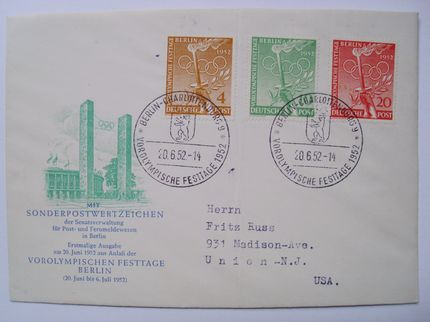 VOROLYMPISCHE FESTTAGE
BERLIN
1952
4
DEUTSCHE POST
BERLIN
DEUTSCHE POST
BERLIN
1952
20
DEUTSCHE POST
BERLIN-CHARLOTTENBURG 9
20.6.52-14
VOROLYMPISCHE FESTTAGE 1952
BERLIN-CHARLOTTENBURG 9
20.6.52-14
VOROLYMPISCHE FESTTAGE 1952
MIT
SONDERPOSTWERTZEICHEN
der Senatsverwaltung
für Post- und Fernmeldewesen
in Berlin
Erstmalige Ausgabe
am 20. Juni 1952 aus Anlaß der
VOROLYMPISCHEN FESTTAGE
BERLIN
(20. Juni bis 6. Juli 1952)
Herrn
Fritz Russ
931 Madison-Ave.
Union-N.J.
USA.